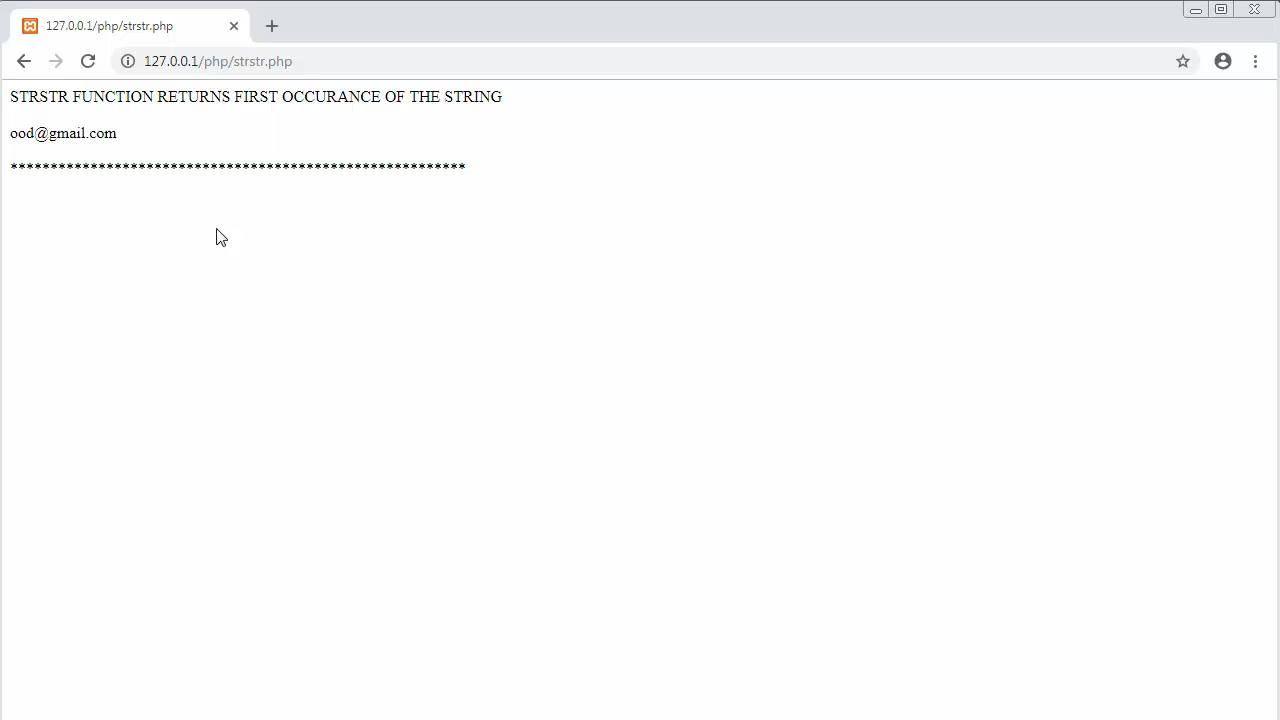 127.0.0.1/php/strstr.php
127.0.0.1/php/strstr.php
STRSTR FUNCTION RETURNS FIRST OCCURANCE OF THE STRING
ood@gmail.com
*********************************************************